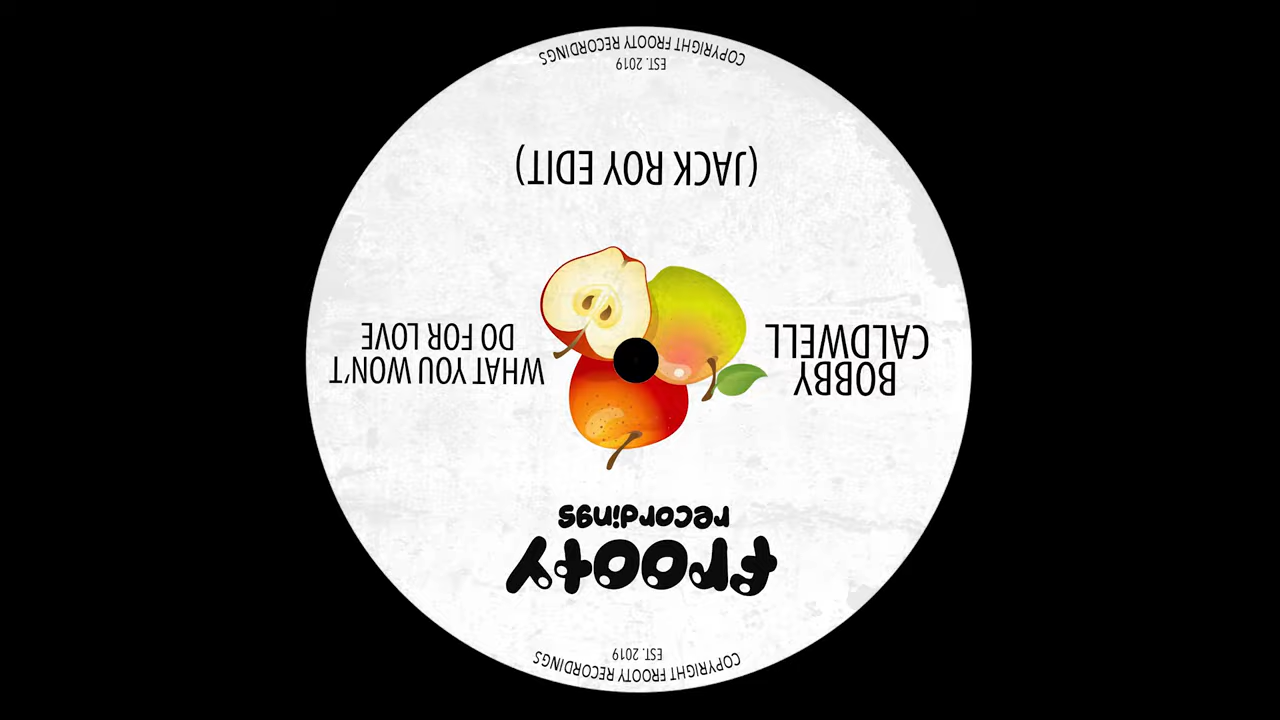 COPYRIGHT FROOTY RECORDINGS
EST. 2019
frooty
recordings
BOBBY
CALDWELL
WHAT YOU WON'T
DO FOR LOVE
(JACK ROY EDIT)
EST. 2019
COPYRIGHT FROOTY RECORDINGS